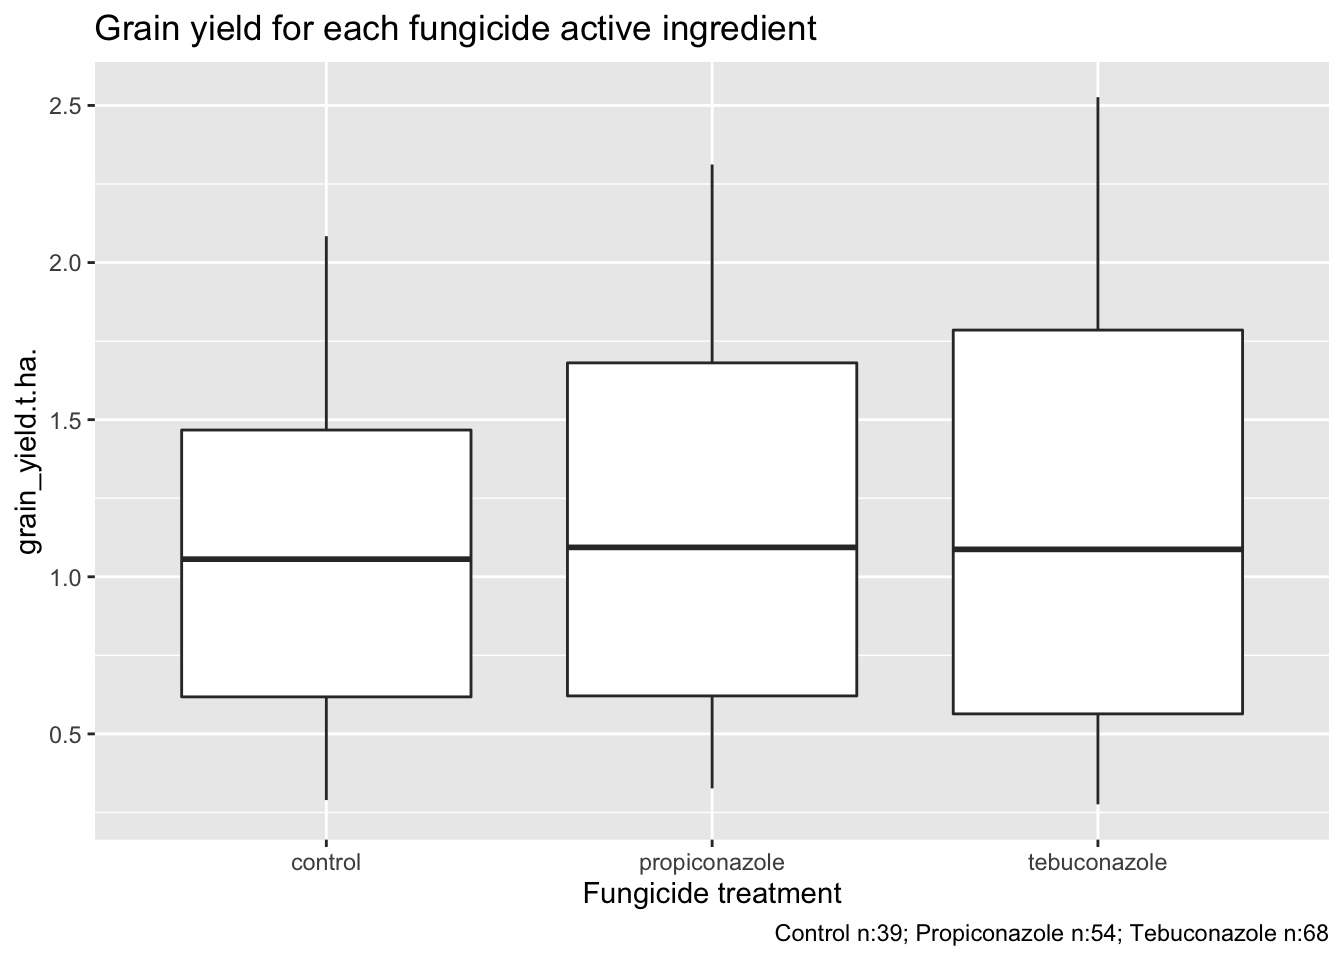 Grain yield for each fungicide active ingredient
grain_yield.t.ha.
2.5
2.0
1.5
1.0
0.5
control
propiconazole
tebuconazole
Fungicide treatment
Control n:39; Propiconazole n:54; Tebuconazole n:68